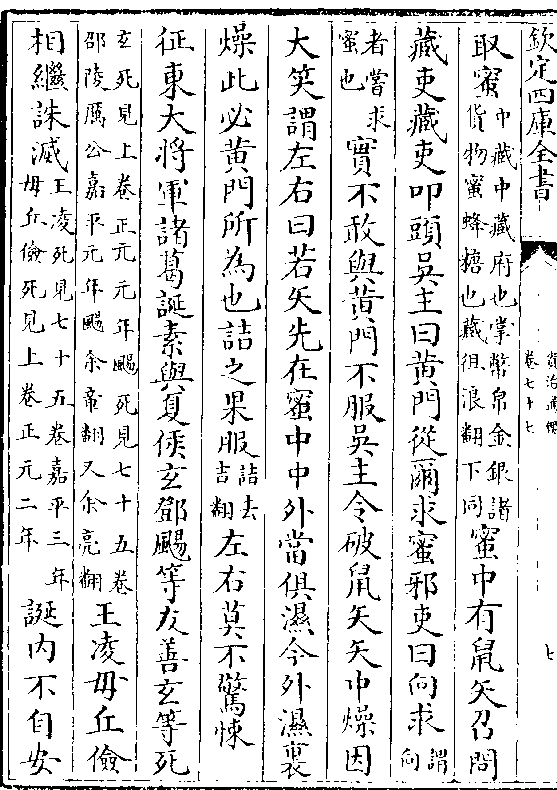 欽定四庫全書 資治通鑑 卷七十七 七
取蜜中藏中藏府也掌幣帛金銀諸貨物蜜蜂糖也藏徂浪翻下同蜜中有鼠矢召問
藏吏藏吏叩頭吳主曰黄門從爾求蜜邪吏曰向求謂向
者嘗求蜜也實不敢與黄門不服吳主令破鼠矢矢中燥因
大笑謂左右曰若矢先在蜜中中外當俱濕今外濕裏
燥此必黄門所為也詰之果服詰去吉翻左右莫不驚悚
征東大將軍諸葛誕素與夏侯玄鄧颺等友善玄等死
玄死見上卷正元元年颺死見七十五卷邵陵厲公嘉平元年颺余章翻又余亮翻王凌毋丘儉
相繼誅滅王凌死見七十五卷嘉平三年毋丘儉死見上卷正元二年誕内不自安